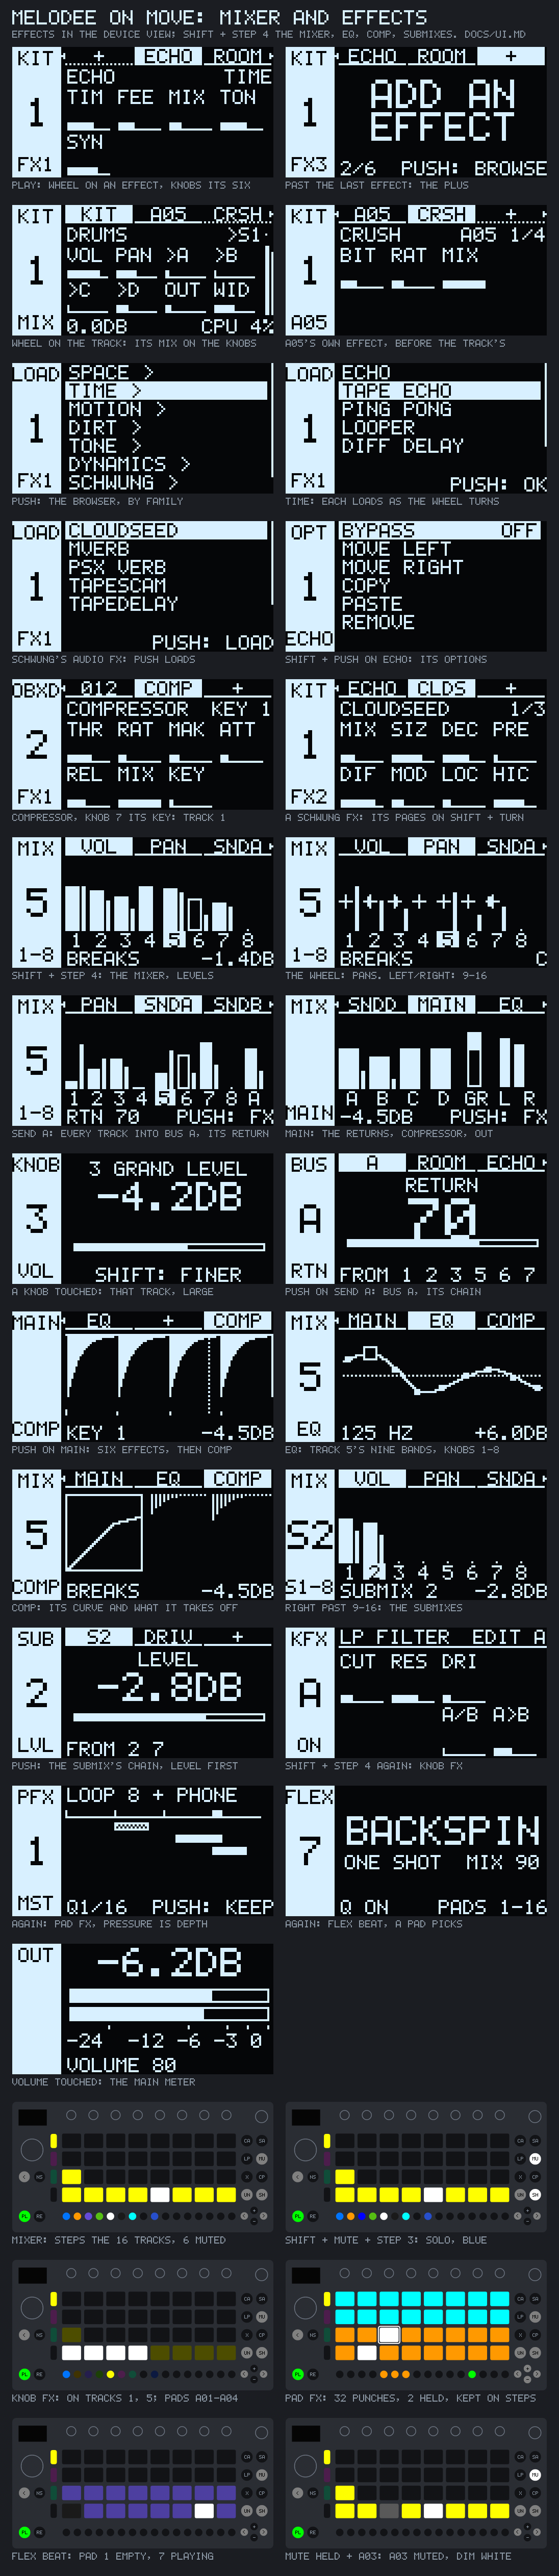 MELODEE ON MOVE: MIXER AND EFFECTS
EFFECTS IN THE DEVICE VIEW: SHIFT + STEP 4 THE MIXER, EQ, COMP, SUBMIXES. DOCS/UI.MD
KIT + ECHO ROOM
ECHO TIME
TIM FEE MIX TON
1
SYN
FX1
PLAY: WHEEL ON AN EFFECT, KNOBS ITS SIX
KIT ECHO ROOM +
ADD AN
1
EFFECT
FX3 2/6 PUSH: BROWSE
PAST THE LAST EFFECT: THE PLUS
KIT KIT A05 CRSH
DRUMS >S1
VOL PAN >A >B
1
>C >D OUT WID
MIX 0.0DB CPU 4%
WHEEL ON THE TRACK: ITS MIX ON THE KNOBS
KIT A05 CRSH +
CRUSH A05 1/4
BIT RAT MIX
1
A05
A05'S OWN EFFECT, BEFORE THE TRACK'S
LOAD SPACE >
TIME >
MOTION >
1 DIRT >
TONE >
DYNAMICS >
FX1 SCHWUNG >
PUSH: THE BROWSER, BY FAMILY
LOAD ECHO
TAPE ECHO
PING PONG
1 LOOPER
DIFF DELAY
FX1 PUSH: OK
TIME: EACH LOADS AS THE WHEEL TURNS
LOAD CLOUDSEED
MVERB
PSX VERB
1 TAPESCAM
TAPEDELAY
FX1 PUSH: LOAD
SCHWUNG'S AUDIO FX: PUSH LOADS
OPT BYPASS OFF
MOVE LEFT
MOVE RIGHT
1 COPY
PASTE
ECHO REMOVE
SHIFT + PUSH ON ECHO: ITS OPTIONS
OBXD 012 COMP +
COMPRESSOR KEY 1
THR RAT MAK ATT
2
REL MIX KEY
FX1
COMPRESSOR, KNOB 7 ITS KEY: TRACK 1
KIT ECHO CLDS +
CLOUDSEED 1/3
MIX SIZ DEC PRE
1
DIF MOD LOC HIC
FX2
A SCHWUNG FX: ITS PAGES ON SHIFT + TURN
MIX VOL PAN SNDA
5
1 2 3 4 5 6 7 8
1-8 BREAKS -1.4DB
SHIFT + STEP 4: THE MIXER, LEVELS
MIX VOL PAN SNDA
5
1 2 3 4 5 6 7 8
1-8 BREAKS C
THE WHEEL: PANS. LEFT/RIGHT: 9-16
MIX PAN SNDA SNDB
5
1 2 3 4 5 6 7 8 A
1-8 RTN 70 PUSH: FX
SEND A: EVERY TRACK INTO BUS A, ITS RETURN
MIX SNDD MAIN EQ
5
A B C D GR L R
MAIN -4.5DB PUSH: FX
MAIN: THE RETURNS, COMPRESSOR, OUT
KNOB 3 GRAND LEVEL
-4.2DB
3
VOL SHIFT: FINER
A KNOB TOUCHED: THAT TRACK, LARGE
BUS A ROOM ECHO
RETURN
A 70
RTN FROM 1 2 3 5 6 7
PUSH ON SEND A: BUS A, ITS CHAIN
MAIN EQ + COMP
COMP KEY 1 -4.5DB
PUSH ON MAIN: SIX EFFECTS, THEN COMP
MIX MAIN EQ COMP
5
EQ 125 HZ +6.0DB
EQ: TRACK 5'S NINE BANDS, KNOBS 1-8
MIX MAIN EQ COMP
5
COMP BREAKS -4.5DB
COMP: ITS CURVE AND WHAT IT TAKES OFF
MIX VOL PAN SNDA
S2
1 2 3 4 5 6 7 8
S1-8 SUBMIX 2 -2.8DB
RIGHT PAST 9-16: THE SUBMIXES
SUB S2 DRIV +
LEVEL
2 -2.8DB
LVL FROM 2 7
PUSH: THE SUBMIX'S CHAIN, LEVEL FIRST
KFX LP FILTER EDIT A
CUT RES DRI
A
A/B A>B
ON
SHIFT + STEP 4 AGAIN: KNOB FX
PFX LOOP 8 + PHONE
1
MST Q1/16 PUSH: KEEP
AGAIN: PAD FX, PRESSURE IS DEPTH
FLEX
BACKSPIN
7 ONE SHOT MIX 90
Q ON PADS 1-16
AGAIN: FLEX BEAT, A PAD PICKS
OUT -6.2DB
-24 -12 -6 -3 0
VOLUME 80
VOLUME TOUCHED: THE MAIN METER
MIXER: STEPS THE 16 TRACKS, 6 MUTED
SHIFT + MUTE + STEP 3: SOLO, BLUE
KNOB FX: ON TRACKS 1, 5: PADS A01-A04
PAD FX: 32 PUNCHES, 2 HELD, KEPT ON STEPS
FLEX BEAT: PAD 1 EMPTY, 7 PLAYING
MUTE HELD + A03: A03 MUTED, DIM WHITE